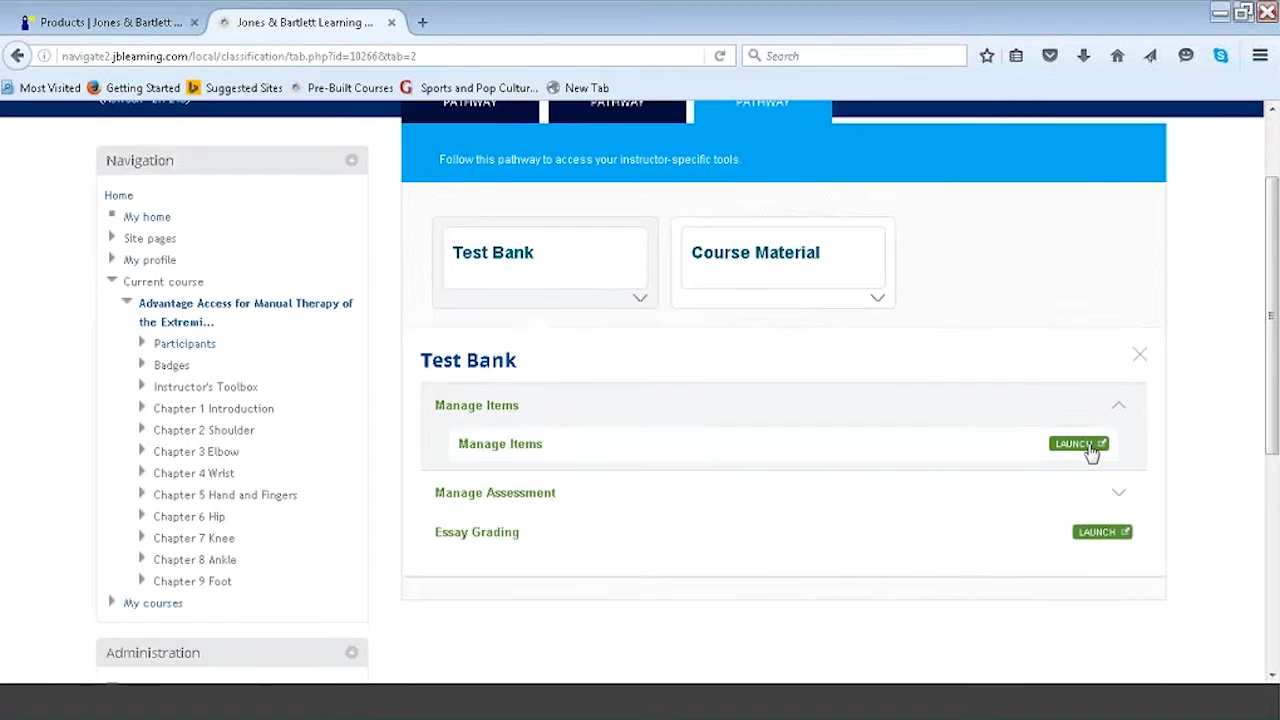 Products | Jones & Bartlett ...
Jones & Bartlett Learning ...
navigate2.jblearning.com/local/classification/tab.php?id=10266&tab=2
Search
Most Visited
Getting Started
Suggested Sites
Pre-Built Courses
Sports and Pop Cultur...
New Tab
PATHWAY
PATHWAY
PATHWAY
Follow this pathway to access your instructor-specific tools.
Navigation
Home
My home
Site pages
My profile
Current course
Advantage Access for Manual Therapy of
the Extremi...
Participants
Badges
Instructor's Toolbox
Chapter 1 Introduction
Chapter 2 Shoulder
Chapter 3 Elbow
Chapter 4 Wrist
Chapter 5 Hand and Fingers
Chapter 6 Hip
Chapter 7 Knee
Chapter 8 Ankle
Chapter 9 Foot
My courses
Administration
Test Bank
Course Material
Test Bank
Manage Items
Manage Items
LAUNCH
Manage Assessment
Essay Grading
LAUNCH